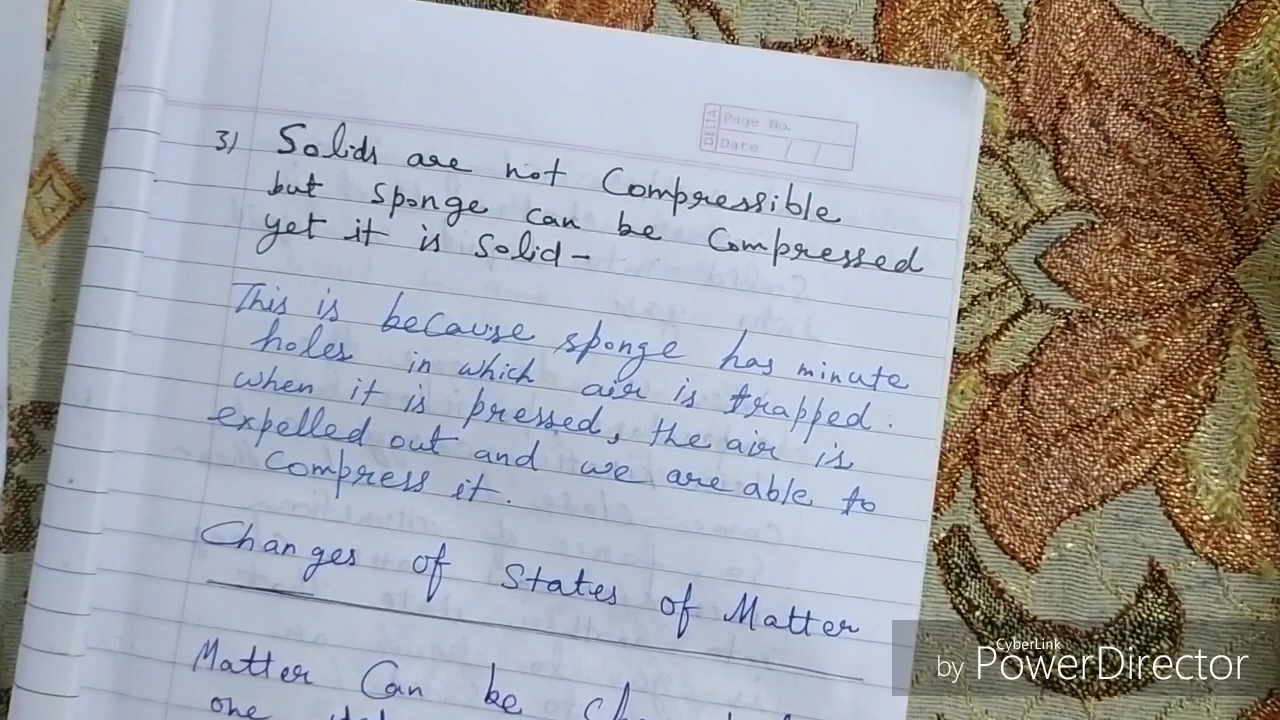 DELTA
Page No.
Date / /
3) Solids are not Compressible
but sponge can be Compressed
yet it is solid-
This is because sponge has minute
holes in which air is trapped.
when it is pressed, the air is
expelled out and we are able to
compress it.
Changes of States of Matter
Matter Can be
one
CyberLink
by PowerDirector